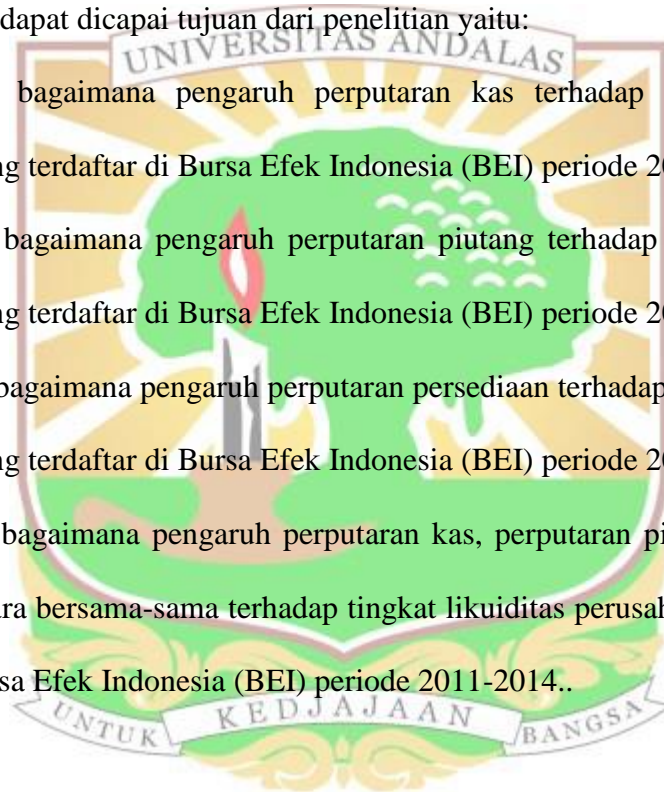 dapat dicapai tujuan dari penelitian yaitu:
UNIVERSITAS ANDALAS
bagaimana pengaruh perputaran kas terhadap
ng terdaftar di Bursa Efek Indonesia (BEI) periode 20
bagaimana pengaruh perputaran piutang terhadap
ng terdaftar di Bursa Efek Indonesia (BEI) periode 20
bagaimana pengaruh perputaran persediaan terhadap
ng terdaftar di Bursa Efek Indonesia (BEI) periode 20
bagaimana pengaruh perputaran kas, perputaran pi
ara bersama-sama terhadap tingkat likuiditas perusah
sa Efek Indonesia (BEI) periode 2011-2014..
UNTUK KEDJAJAAN BANGSA